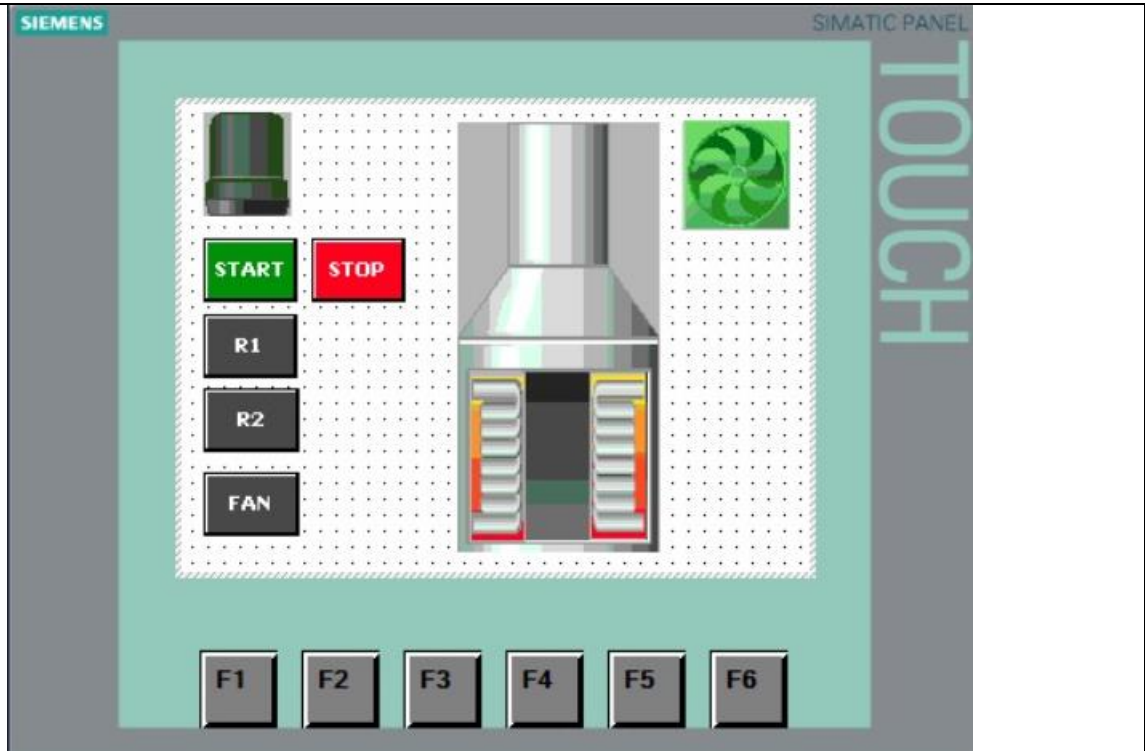 SIEMENS
SIMATIC PANEL
TOUCH
START
STOP
R1
R2
FAN
F1
F2
F3
F4
F5
F6